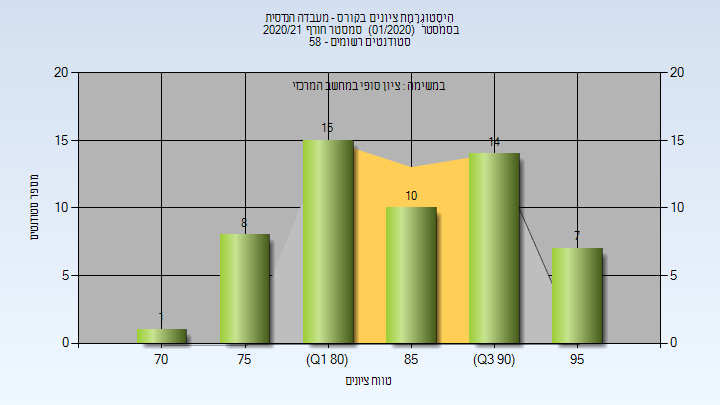 היסטוגרמת ציונים בקורס - מעבדה הנדסית
בסמסטר (01/2020) סמסטר חורף 2020/21
סטודנטים רשומים - 58
במשימה : ציון סופי במחשב המרכזי
20 20
15 15
10 10
5 5
0 0
1 8 15 10 14 7
70 75 (Q1 80) 85 (Q3 90) 95
מספר סטודנטים
טווח ציונים